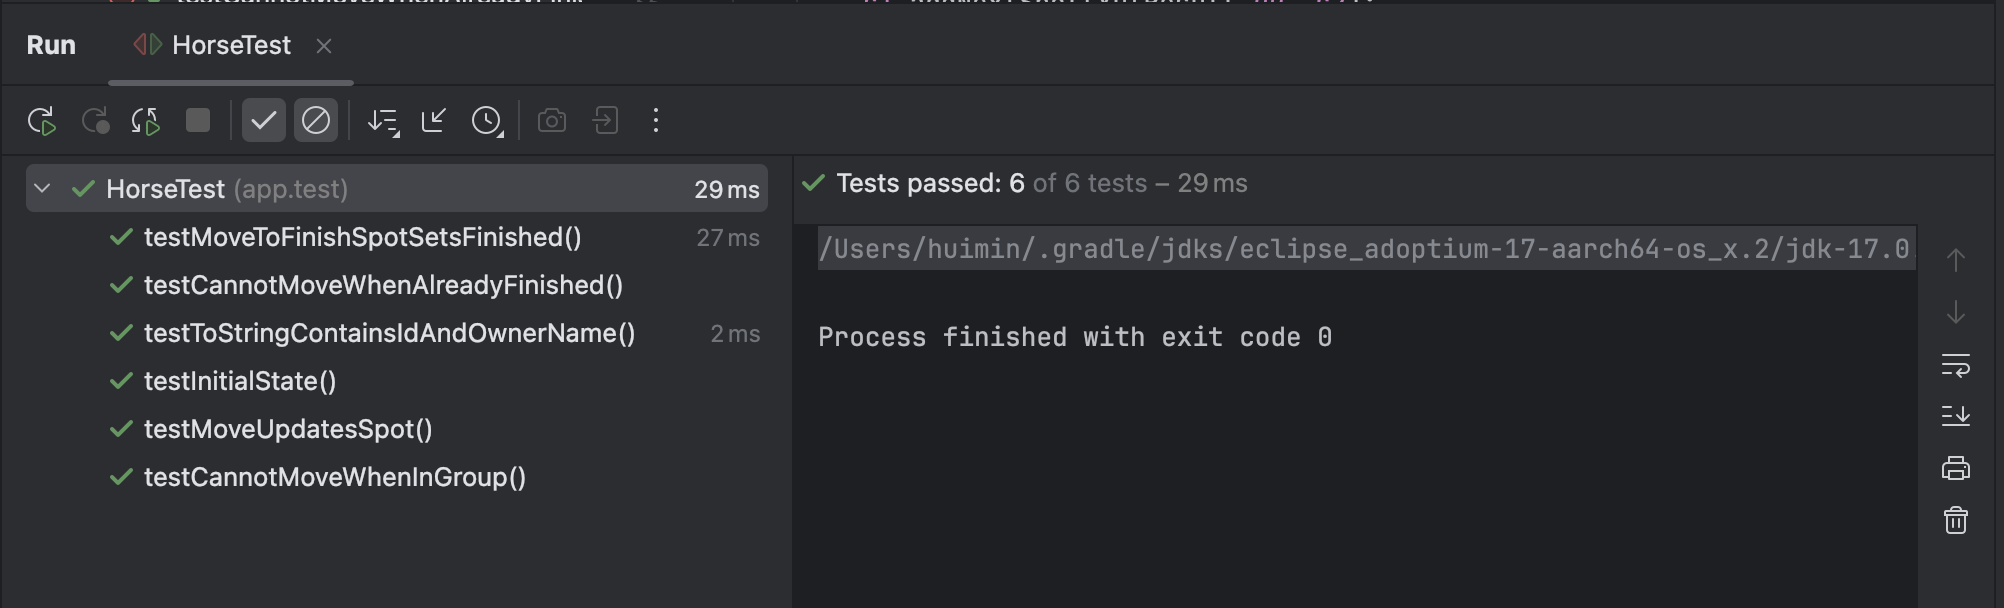 Run HorseTest
HorseTest (app.test) 29 ms
testMoveToFinishSpotSetsFinished() 27 ms
testCannotMoveWhenAlreadyFinished()
testToStringContainsIdAndOwnerName() 2 ms
testInitialState()
testMoveUpdatesSpot()
testCannotMoveWhenInGroup()
Tests passed: 6 of 6 tests – 29 ms
/Users/huimin/.gradle/jdks/eclipse_adoptium-17-aarch64-os_x.2/jdk-17.0
Process finished with exit code 0